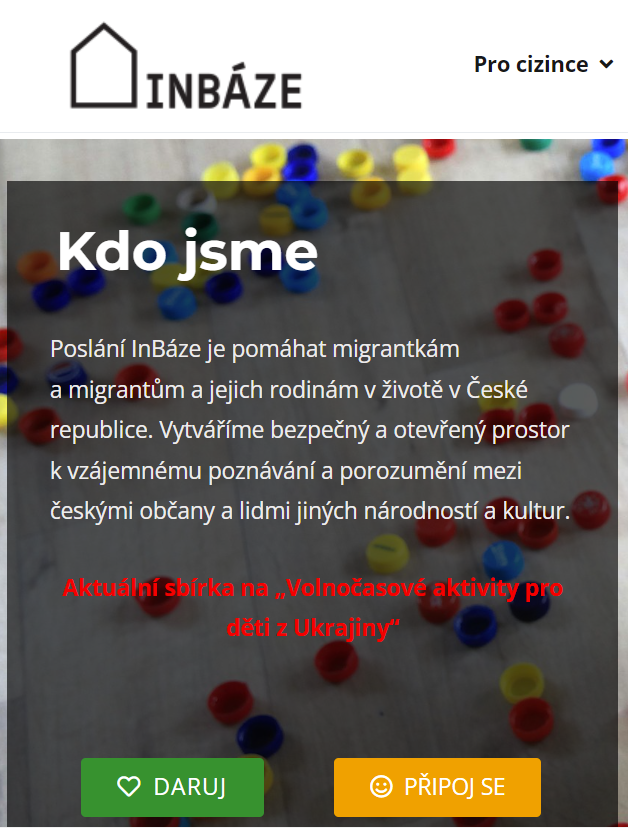 INBÁZE
Pro cizince
Kdo jsme
Poslání InBáze je pomáhat migrantkám
a migrantům a jejich rodinám v životě v České
republice. Vytváříme bezpečný a otevřený prostor
k vzájemnému poznávání a porozumění mezi
českými občany a lidmi jiných národností a kultur.
Aktuální sbírka na „Volnočasové aktivity pro
děti z Ukrajiny“
DARUJ
PŘIPOJ SE